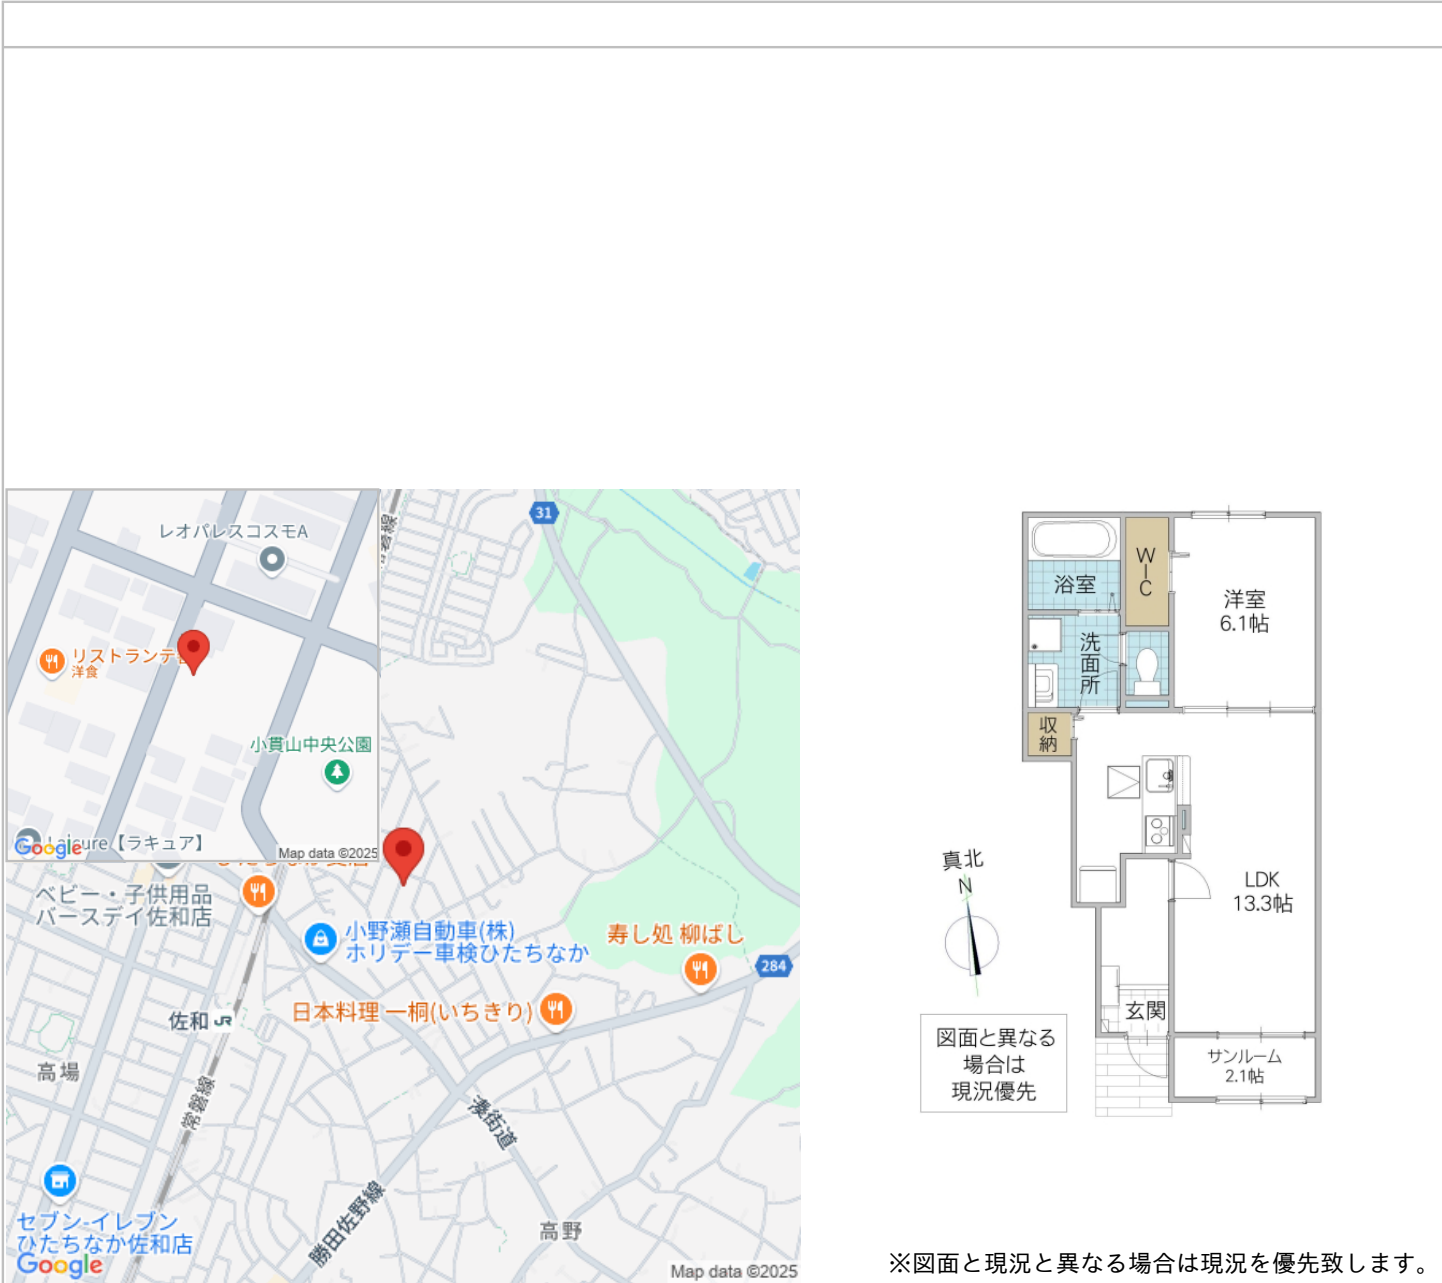 レオパレスコスモA
リストランテ
洋食
小貫山中央公園
【ラキュア】
Google
Map data ©2025
31
常磐線
ベビー・子供用品
バースデイ佐和店
小野瀬自動車(株)
ホリデー車検ひたちなか
寿し処 柳ばし
284
日本料理 一桐(いちきり)
佐和
高場
常磐線
湊街道
勝田佐野線
セブン-イレブン
ひたちなか佐和店
高野
Google
Map data ©2025
浴室
WIC
洋室
6.1帖
洗面所
収納
LDK
13.3帖
真北
N
玄関
サンルーム
2.1帖
図面と異なる
場合は
現況優先
※図面と現況と異なる場合は現況を優先致します。